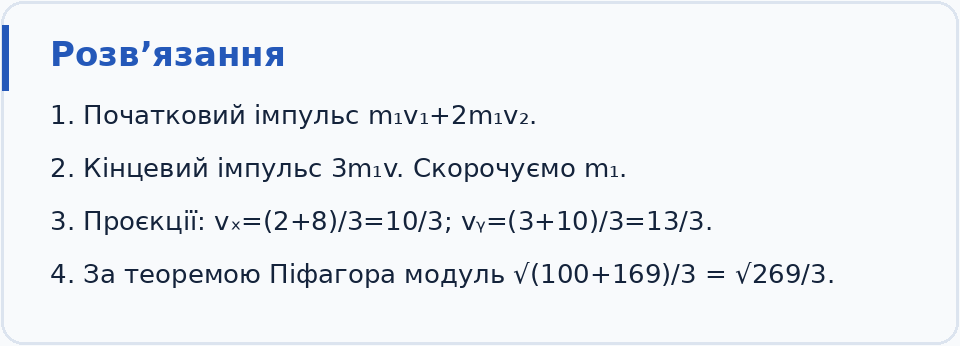 Розв’язання
1. Початковий імпульс m₁v₁+2m₁v₂.
2. Кінцевий імпульс 3m₁v. Скорочуємо m₁.
3. Проєкції: vₓ=(2+8)/3=10/3; vᵧ=(3+10)/3=13/3.
4. За теоремою Піфагора модуль √(100+169)/3 = √269/3.